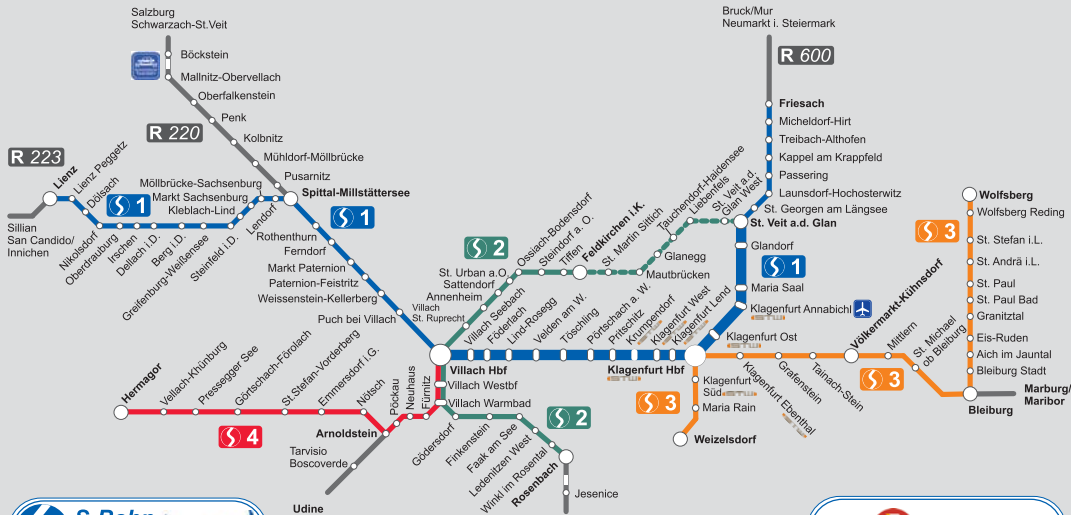 Salzburg
Schwarzach-St.Veit
Böckstein
Mallnitz-Obervellach
Oberfalkenstein
Penk
R 220
Kolbnitz
Mühldorf-Möllbrücke
Pusarnitz
Spittal-Millstättersee
R 223
Lienz
Lienz Peggetz
Dölsach
Sillian
San Candido/
Innichen
S 1
Nikolsdorf
Oberdrauburg
Irschen
Dellach i.D.
Berg i.D.
Greifenburg-Weißensee
Steinfeld i.D.
Kleblach-Lind
Markt Sachsenburg
Möllbrücke-Sachsenburg
Lendorf
S 1
Rothenthurn
Ferndorf
Markt Paternion
Paternion-Feistritz
Weissenstein-Kellerberg
Puch bei Villach
Villach Hbf
Villach Westbf
Villach Warmbad
S 2
Villach
St. Ruprecht
Annenheim
Sattendorf
St. Urban a.O.
Ossiach-Bodensdorf
Steindorf a. O.
Tiffen
Feldkirchen i.K.
St. Martin Sittich
Mautbrücken
Glanegg
Tauchendorf-Haidensee
Liebenfels
St. Veit a.d.
Glan West
St. Veit a.d. Glan
Bruck/Mur
Neumarkt i. Steiermark
R 600
Friesach
Micheldorf-Hirt
Treibach-Althofen
Kappel am Krappfeld
Passering
Launsdorf-Hochosterwitz
St. Georgen am Längsee
Glandorf
S 1
Maria Saal
Klagenfurt Annabichl
Klagenfurt Ost
Villach Seebach
Föderlach
Lind-Rosegg
Velden am W.
Töschling
Pörtschach a. W.
Pritschitz
Krumpendorf
Klagenfurt West
Klagenfurt Lend
Klagenfurt Hbf
S 3
Klagenfurt
Süd
Maria Rain
Weizelsdorf
Klagenfurt Ebenthal
Grafenstein
Tainach-Stein
Völkermarkt-Kühnsdorf
Mittlern
St. Michael
ob Bleiburg
S 3
Bleiburg
Marburg/
Maribor
Wolfsberg
Wolfsberg Reding
S 3
St. Stefan i.L.
St. Andrä i.L.
St. Paul
St. Paul Bad
Granitztal
Eis-Ruden
Aich im Jauntal
Bleiburg Stadt
Hermagor
Vellach-Khünburg
Pressegger See
Görtschach-Förolach
St.Stefan-Vorderberg
Emmersdorf i.G.
Nötsch
S 4
Arnoldstein
Pöckau
Neuhaus
Fürnitz
Tarvisio
Boscoverde
Udine
Gödersdorf
Finkenstein
Faak am See
Ledenitzen West
Winkl im Rosental
Rosenbach
S 2
Jesenice
S-Bahn